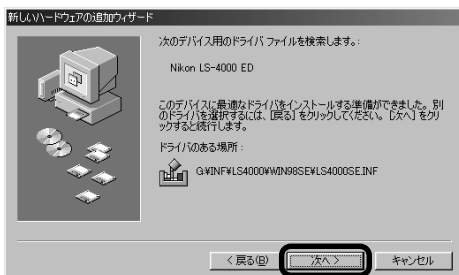 新しいハードウェアの追加ウィザード
次のデバイス用のドライバ ファイルを検索します。:
Nikon LS-4000 ED
このデバイスに最適なドライバをインストールする準備ができました。別
のドライバを選択するには、[戻る] をクリックしてください。[次へ] をクリ
ックすると続行します。
ドライバのある場所 :
G:¥INF¥LS4000¥WIN98SE¥LS4000SE.INF
< 戻る(B) 次へ > キャンセル